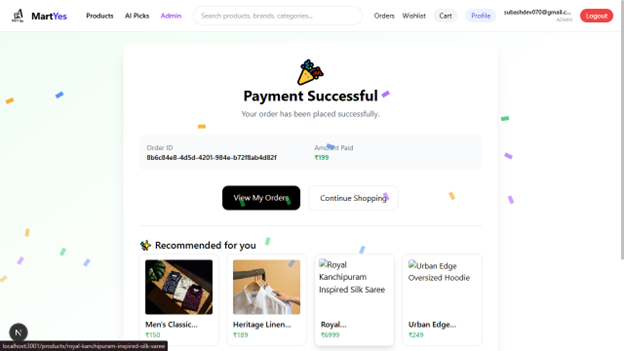 MartYes
Products
AI Picks
Admin
Search products, brands, categories...
Orders
Wishlist
Cart
Profile
subashdev070@gmail.c...
ADMIN
Logout
Payment Successful
Your order has been placed successfully.
Order ID
Amount Paid
8b6c84e8-4d5d-4201-984e-b72f8ab4d82f
₹199
View My Orders
Continue Shopping
✨ Recommended for you
Royal
Kanchipuram
Inspired Silk Saree
Urban Edge
Oversized Hoodie
Men's Classic...
Heritage Linen...
Royal...
Urban Edge...
₹150
₹189
₹6999
₹249
N
localhost:3001/products/royal-kanchipuram-inspired-silk-saree